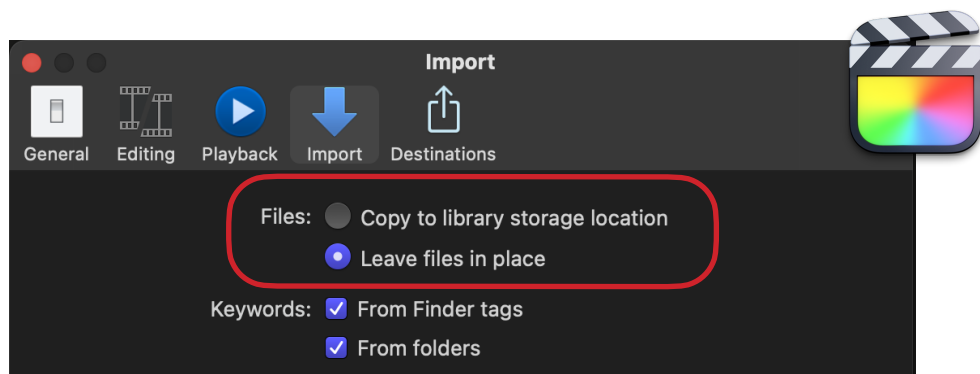 Import
General Editing Playback Import Destinations
Files: Copy to library storage location
Leave files in place
Keywords: From Finder tags
From folders